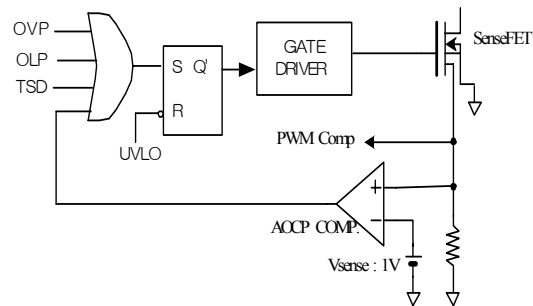 OVP
OLP
TSD
S Q'
R
UVLO
GATE
DRIVER
SenseFET
PWM Comp
+
−
AOCP COMP.
Vsense : 1V